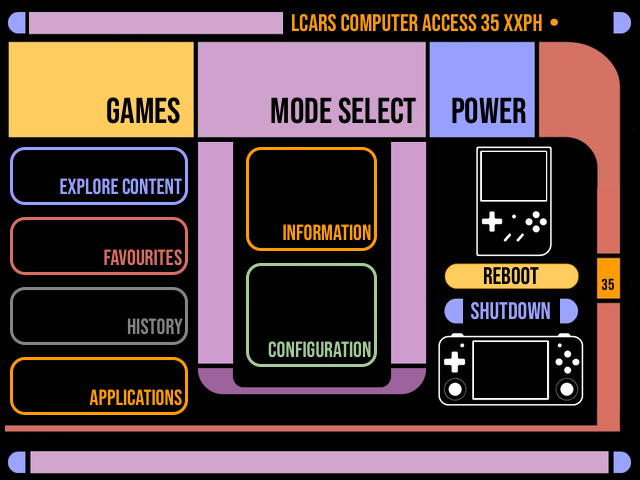 LCARS COMPUTER ACCESS 35 XXPH •
GAMES
MODE SELECT
POWER
EXPLORE CONTENT
FAVOURITES
HISTORY
APPLICATIONS
INFORMATION
CONFIGURATION
REBOOT
SHUTDOWN
35